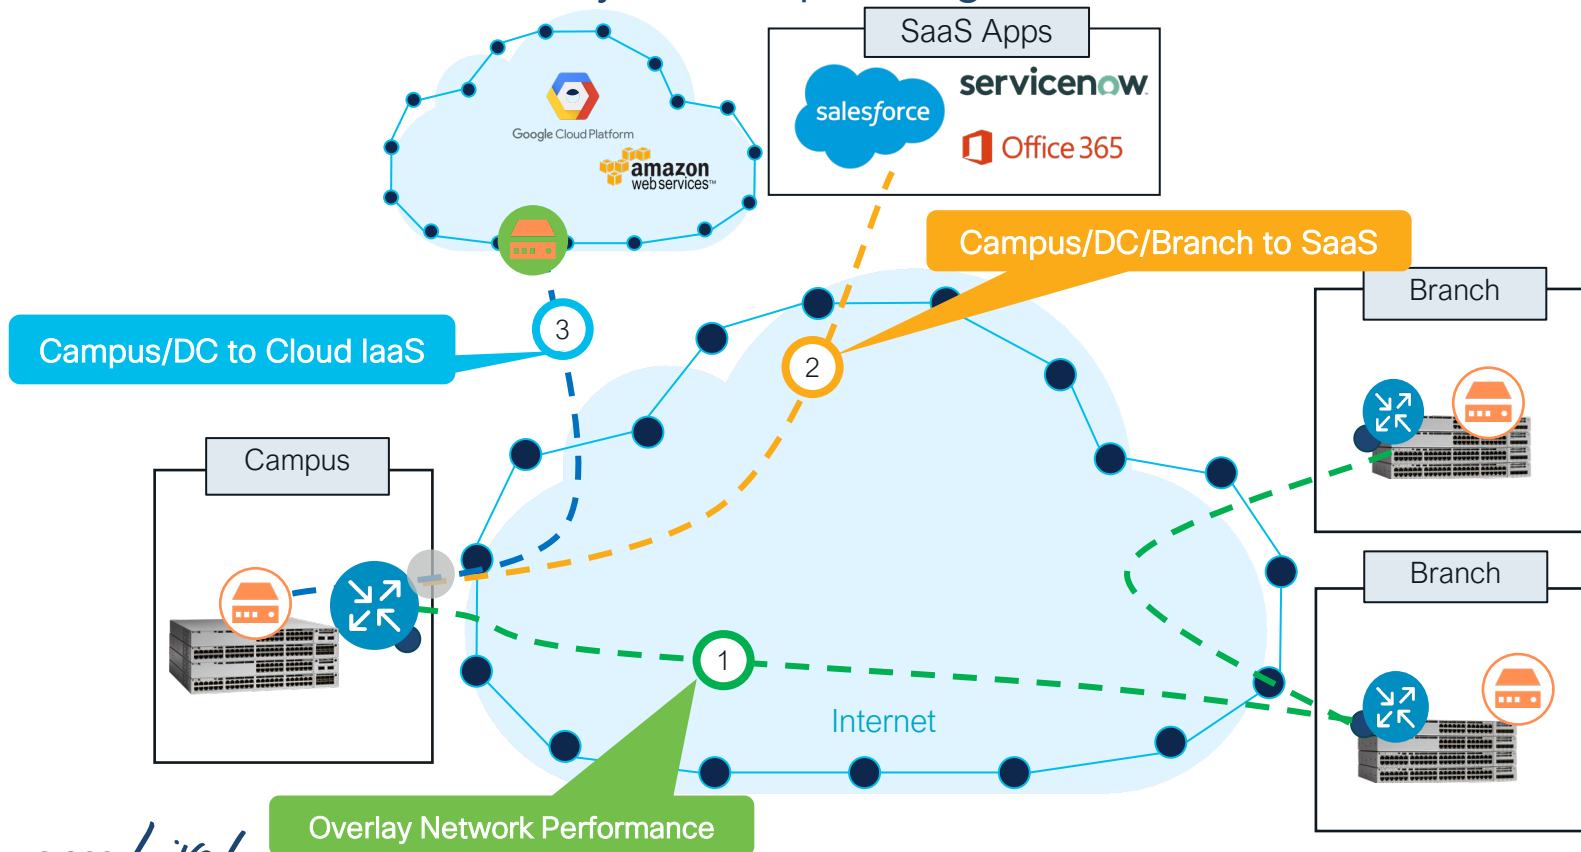 SaaS Apps
servicenow
salesforce
Office 365
Google Cloud Platform
amazon
web services™
Campus/DC/Branch to SaaS
Branch
3
Campus/DC to Cloud IaaS
2
Campus
Branch
1
Internet
Overlay Network Performance